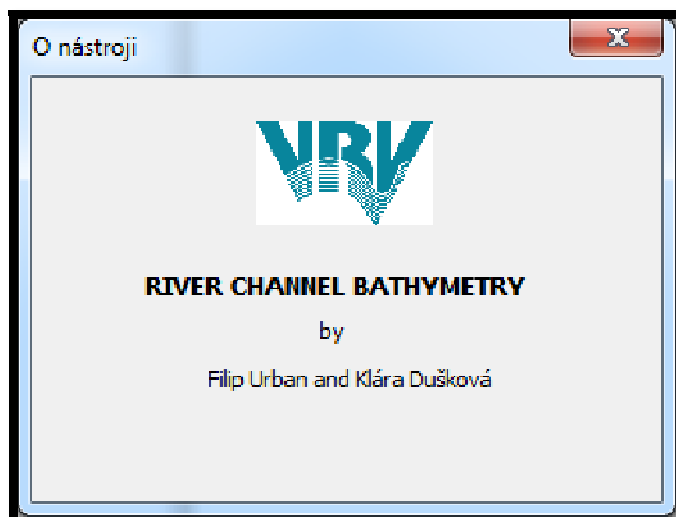 O nástroji
VRV
RIVER CHANNEL BATHYMETRY
by
Filip Urban and Klára Dušková